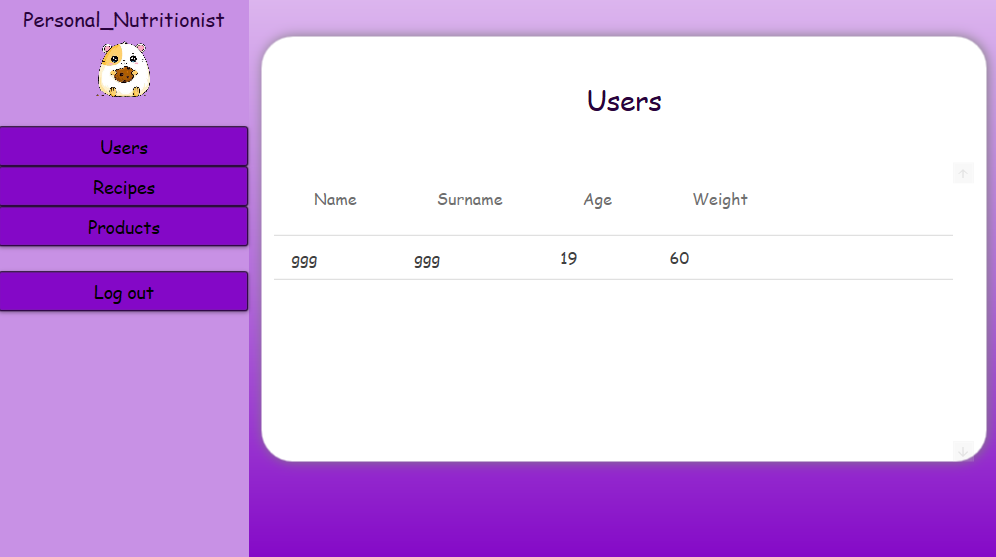 Personal_Nutritionist
Users
Recipes
Products
Log out
Users
Name Surname Age Weight
ggg ggg 19 60